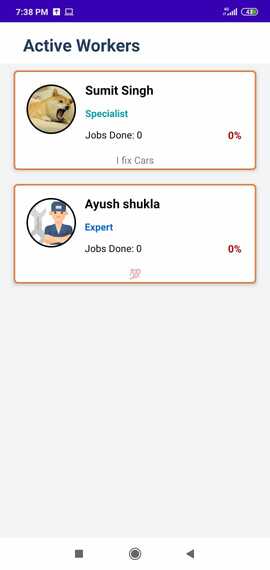 7:38 PM
Active Workers
Sumit Singh
Specialist
Jobs Done: 0
0%
I fix Cars
Ayush shukla
Expert
Jobs Done: 0
0%
💯